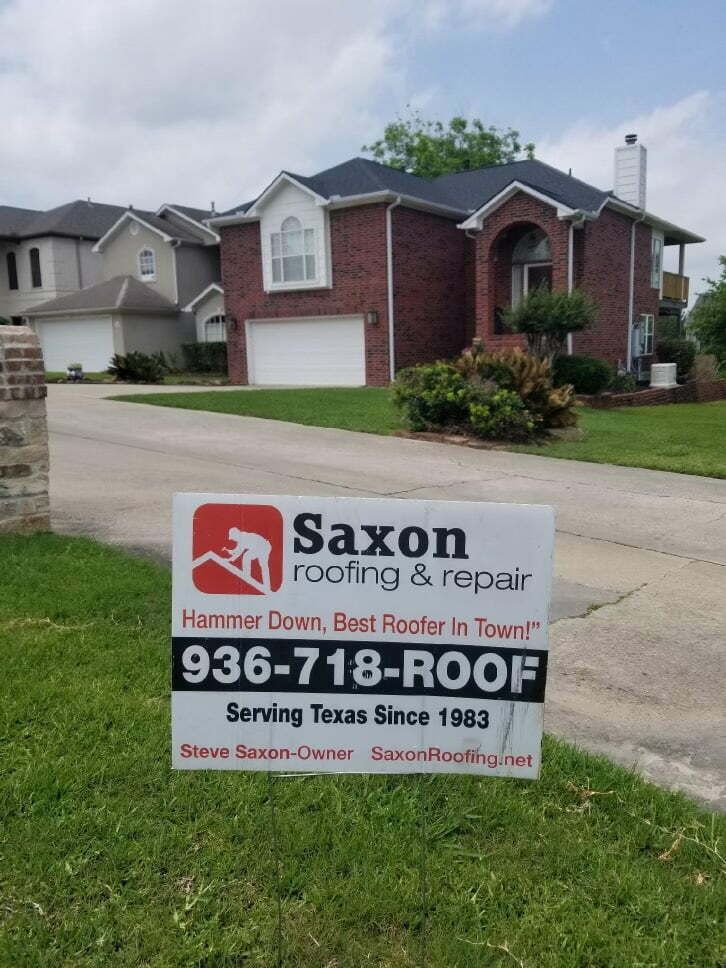 Saxon
roofing & repair
Hammer Down, Best Roofer In Town!"
936-718-ROOF
Serving Texas Since 1983
Steve Saxon-Owner SaxonRoofing.net